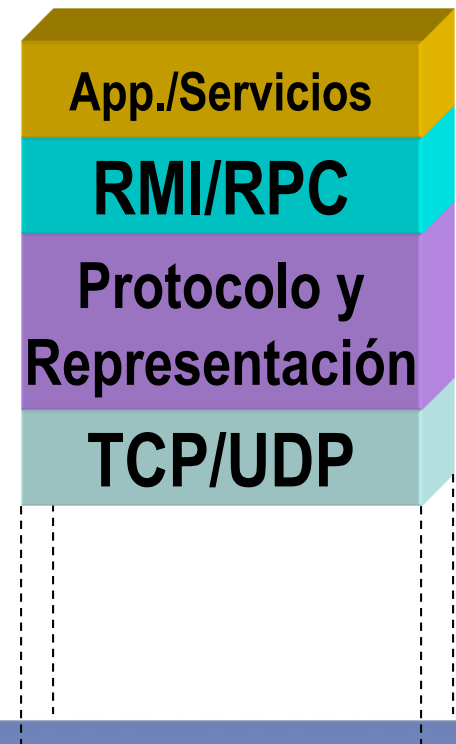 App./Servicios
RMI/RPC
Protocolo y
Representación
TCP/UDP